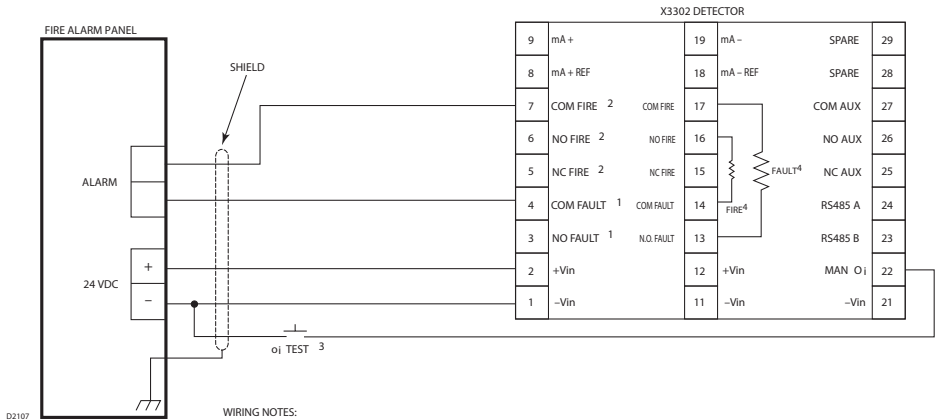 X3302 DETECTOR
FIRE ALARM PANEL
SHIELD
ALARM
24 VDC
+
–
9 mA +
8 mA + REF
7 COM FIRE 2
6 NO FIRE 2
5 NC FIRE 2
4 COM FAULT 1
3 NO FAULT 1
2 +Vin
1 –Vin
19 mA –
18 mA – REF
COM FIRE 17
NO FIRE 16
NC FIRE 15
COM FAULT 14
N.O. FAULT 13
12 +Vin
11 –Vin
FIRE4
FAULT4
SPARE 29
SPARE 28
COM AUX 27
NO AUX 26
NC AUX 25
RS485 A 24
RS485 B 23
MAN Oi 22
–Vin 21
oi TEST 3
D2107
WIRING NOTES: